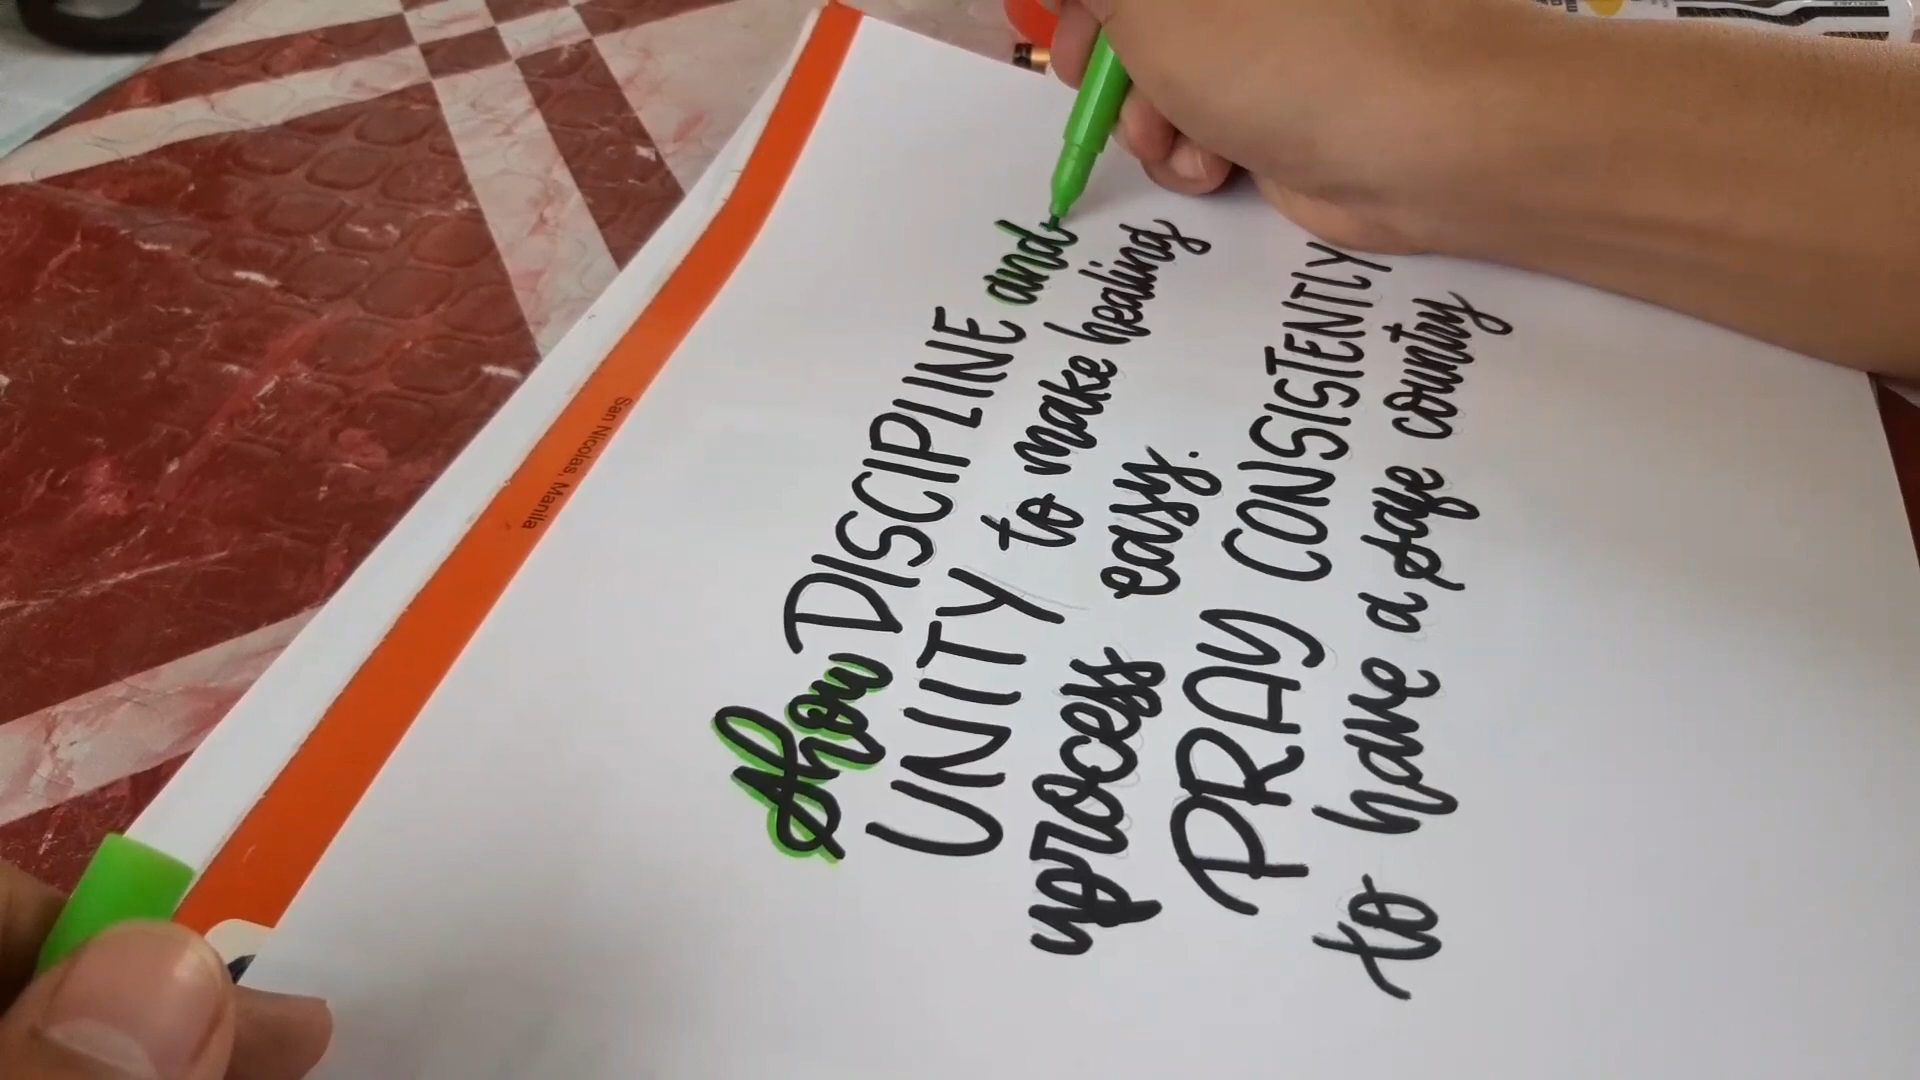 show DISCIPLINE and
UNITY to make healing
process easy.
PRAY CONSISTENTLY
to have a safe country
San Nicolas, Manila